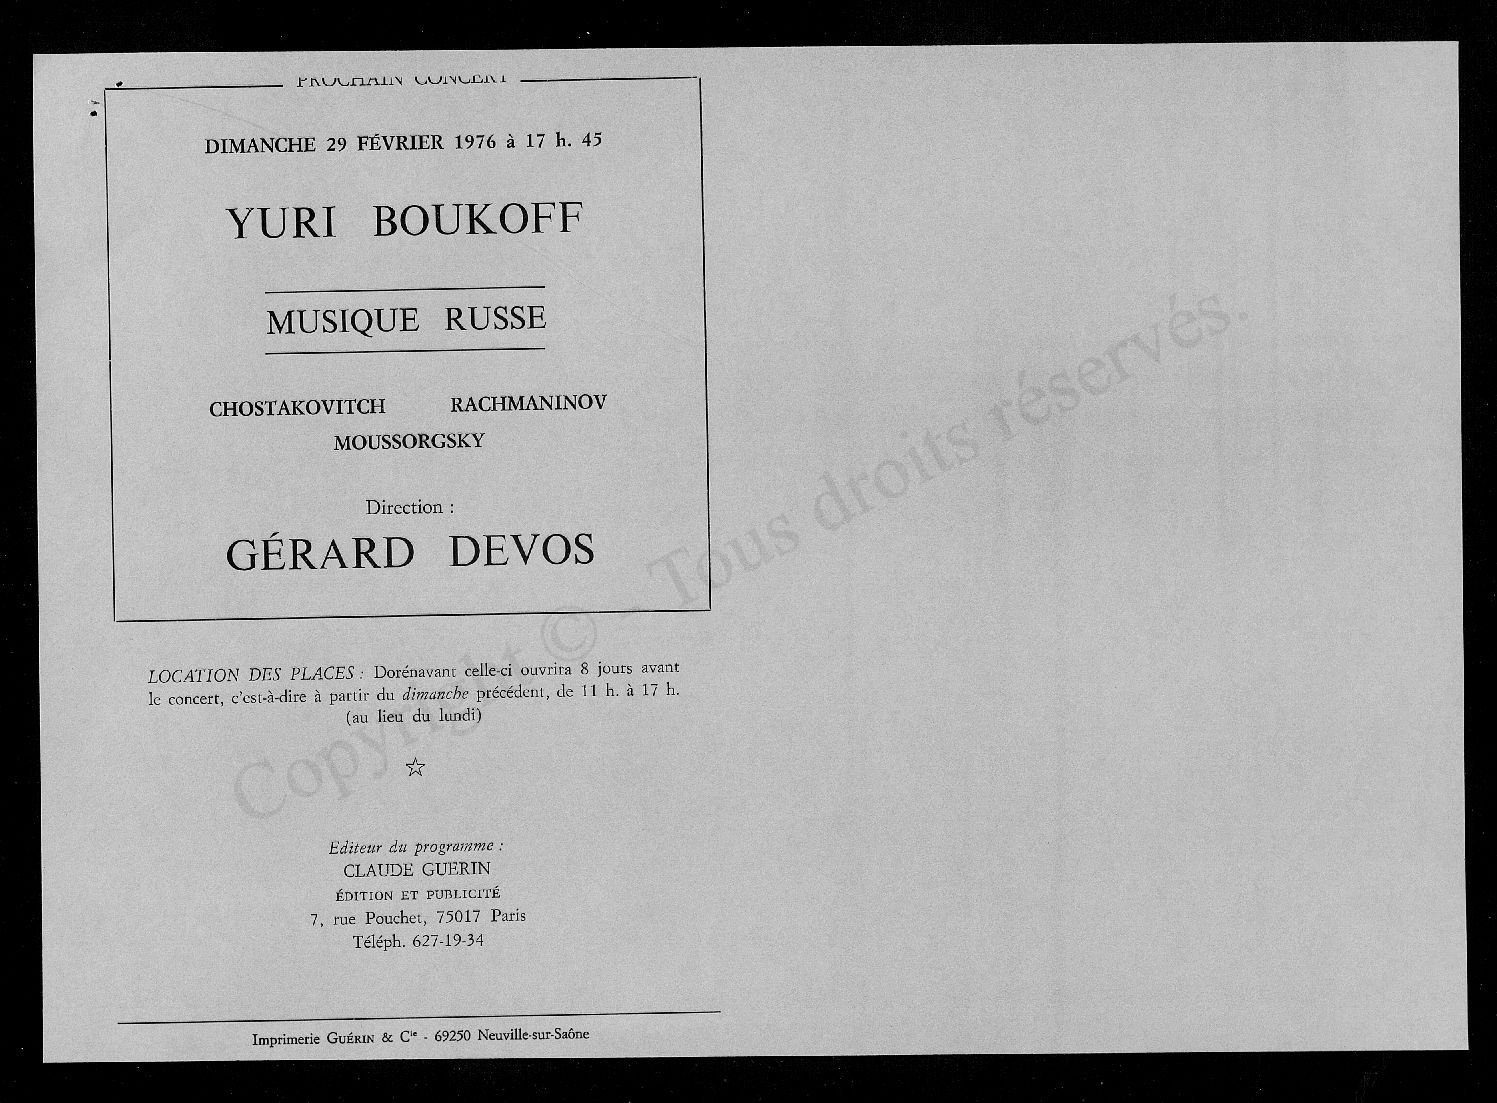 PROCHAIN CONCERT
DIMANCHE 29 FÉVRIER 1976 à 17 h. 45
YURI BOUKOFF
MUSIQUE RUSSE
CHOSTAKOVITCH RACHMANINOV
MOUSSORGSKY
Direction :
GÉRARD DEVOS
LOCATION DES PLACES : Dorénavant celle-ci ouvrira 8 jours avant
le concert, c'est-à-dire à partir du dimanche précédent, de 11 h. à 17 h.
(au lieu du lundi)
Editeur du programme :
CLAUDE GUERIN
ÉDITION ET PUBLICITÉ
7, rue Pouchet, 75017 Paris
Téléph. 627-19-34
Imprimerie GUÉRIN & Cie - 69250 Neuville-sur-Saône
Copyright © - Tous droits réservés.